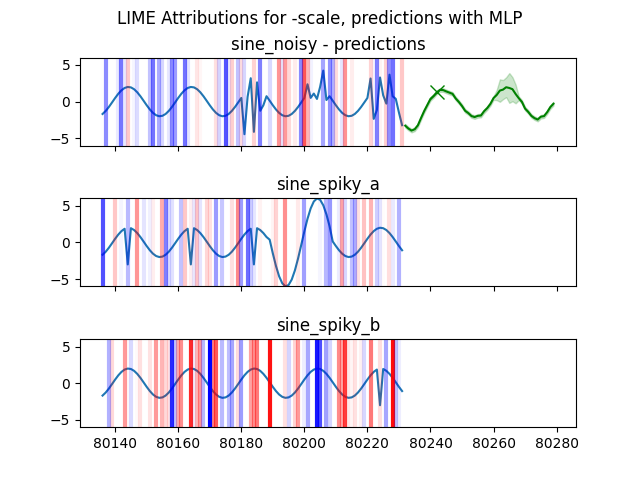 LIME Attributions for -scale, predictions with MLP
sine_noisy - predictions
5
0
−5
sine_spiky_a
5
0
−5
sine_spiky_b
5
0
−5
80140 80160 80180 80200 80220 80240 80260 80280